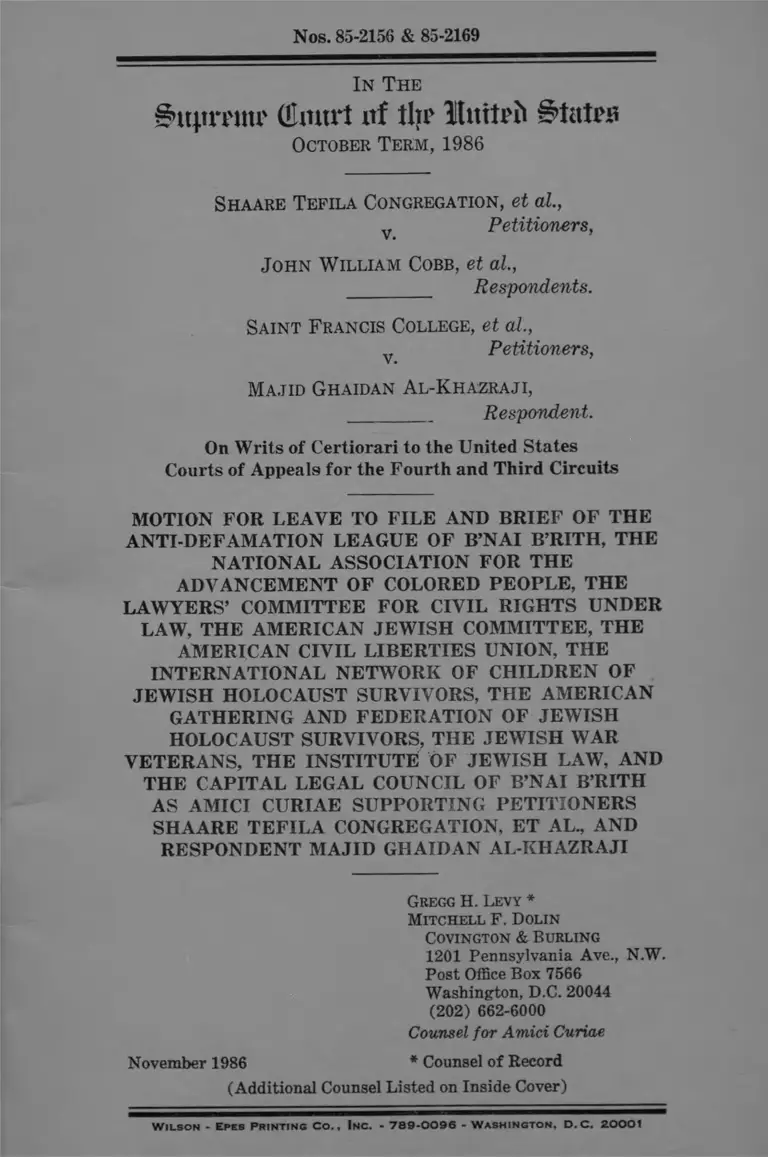 Nos. 85-2156 & 85-2169
IN THE
Supreme Court of the United States
OCTOBER TERM, 1986
SHAARE TEFILA CONGREGATION, et al.,
Petitioners,
v.
JOHN WILLIAM COBB, et al.,
Respondents.
SAINT FRANCIS COLLEGE, et al.,
Petitioners,
v.
MAJID GHAIDAN AL-KHAZRAJI,
Respondent.
On Writs of Certiorari to the United States
Courts of Appeals for the Fourth and Third Circuits
MOTION FOR LEAVE TO FILE AND BRIEF OF THE
ANTI-DEFAMATION LEAGUE OF B'NAI B'RITH, THE
NATIONAL ASSOCIATION FOR THE
ADVANCEMENT OF COLORED PEOPLE, THE
LAWYERS' COMMITTEE FOR CIVIL RIGHTS UNDER
LAW, THE AMERICAN JEWISH COMMITTEE, THE
AMERICAN CIVIL LIBERTIES UNION, THE
INTERNATIONAL NETWORK OF CHILDREN OF
JEWISH HOLOCAUST SURVIVORS, THE AMERICAN
GATHERING AND FEDERATION OF JEWISH
HOLOCAUST SURVIVORS, THE JEWISH WAR
VETERANS, THE INSTITUTE OF JEWISH LAW, AND
THE CAPITAL LEGAL COUNCIL OF B'NAI B'RITH
AS AMICI CURIAE SUPPORTING PETITIONERS
SHAARE TEFILA CONGREGATION, ET AL., AND
RESPONDENT MAJID GHAIDAN AL-KHAZRAJI
GREGG H. LEVY *
MITCHELL F. DOLIN
COVINGTON & BURLING
1201 Pennsylvania Ave., N.W.
Post Office Box 7566
Washington, D.C. 20044
(202) 662-6000
Counsel for Amici Curiae
November 1986 * Counsel of Record
(Additional Counsel Listed on Inside Cover)
WILSON - EPES PRINTING CO., INC. - 789-0096 - WASHINGTON, D.C. 20001